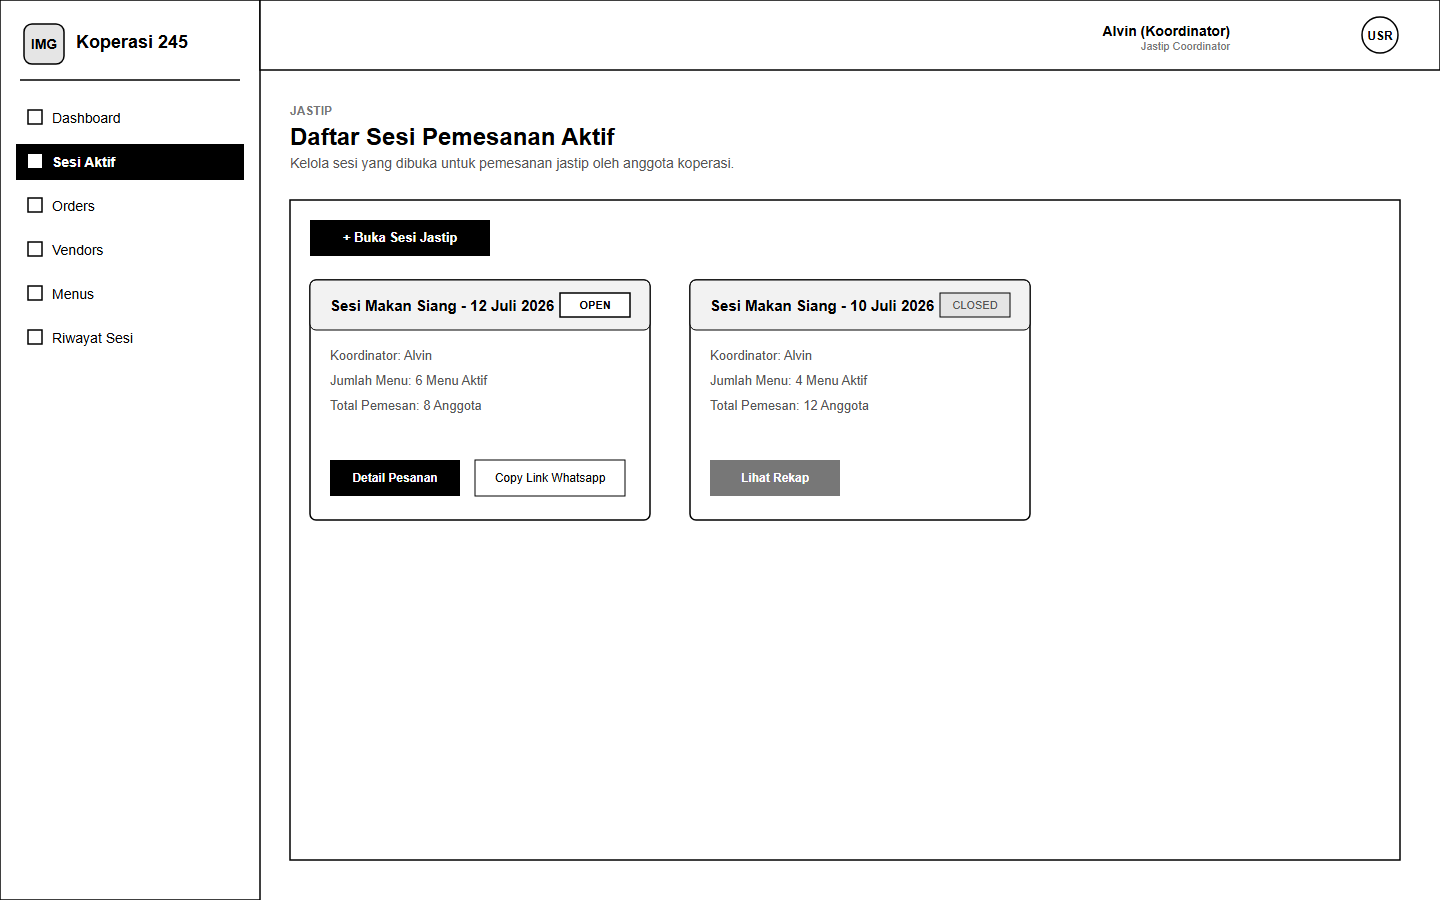 IMG Koperasi 245
Alvin (Koordinator)
Jastip Coordinator
USR
Dashboard
Sesi Aktif
Orders
Vendors
Menus
Riwayat Sesi
JASTIP
Daftar Sesi Pemesanan Aktif
Kelola sesi yang dibuka untuk pemesanan jastip oleh anggota koperasi.
+ Buka Sesi Jastip
Sesi Makan Siang - 12 Juli 2026 OPEN
Koordinator: Alvin
Jumlah Menu: 6 Menu Aktif
Total Pemesan: 8 Anggota
Detail Pesanan
Copy Link Whatsapp
Sesi Makan Siang - 10 Juli 2026 CLOSED
Koordinator: Alvin
Jumlah Menu: 4 Menu Aktif
Total Pemesan: 12 Anggota
Lihat Rekap